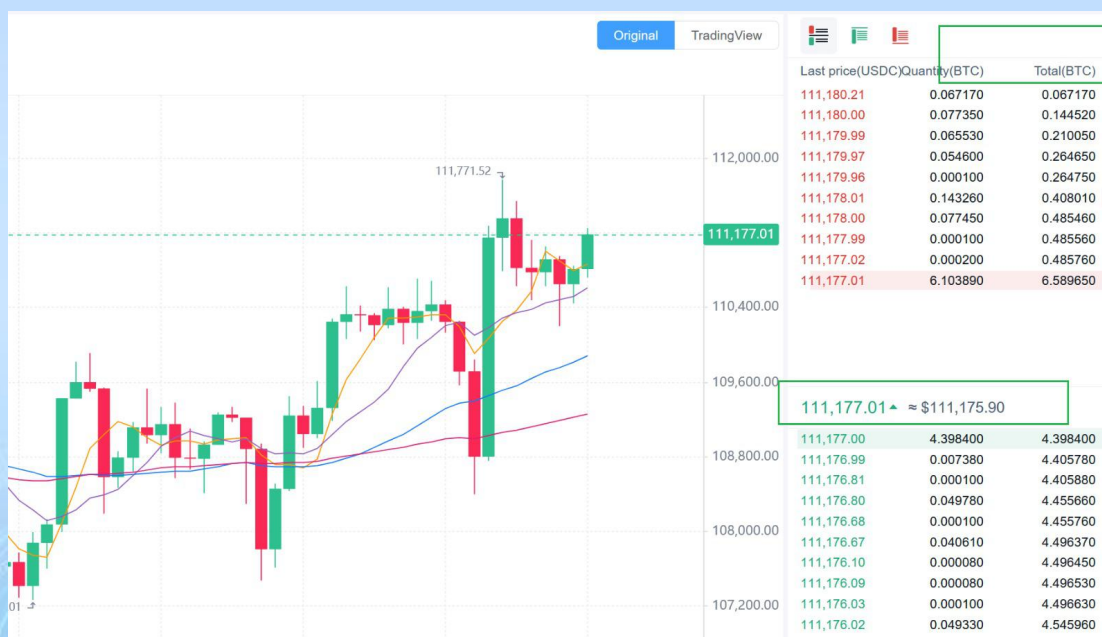 Original TradingView
Last price(USDC) Quantity(BTC) Total(BTC)
111,180.21 0.067170 0.067170
111,180.00 0.077350 0.144520
111,179.99 0.065530 0.210050
111,179.97 0.054600 0.264650
111,179.96 0.000100 0.264750
111,178.01 0.143260 0.408010
111,178.00 0.077450 0.485460
111,177.99 0.000100 0.485560
111,177.02 0.000200 0.485760
111,177.01 6.103890 6.589650
111,177.01 ≈ $111,175.90
111,177.00 4.398400 4.398400
111,176.99 0.007380 4.405780
111,176.81 0.000100 4.405880
111,176.80 0.049780 4.455660
111,176.68 0.000100 4.455760
111,176.67 0.040610 4.496370
111,176.10 0.000080 4.496450
111,176.09 0.000080 4.496530
111,176.03 0.000100 4.496630
111,176.02 0.049330 4.545960
112,000.00
111,771.52
111,177.01
110,400.00
109,600.00
108,800.00
108,000.00
107,200.00
01